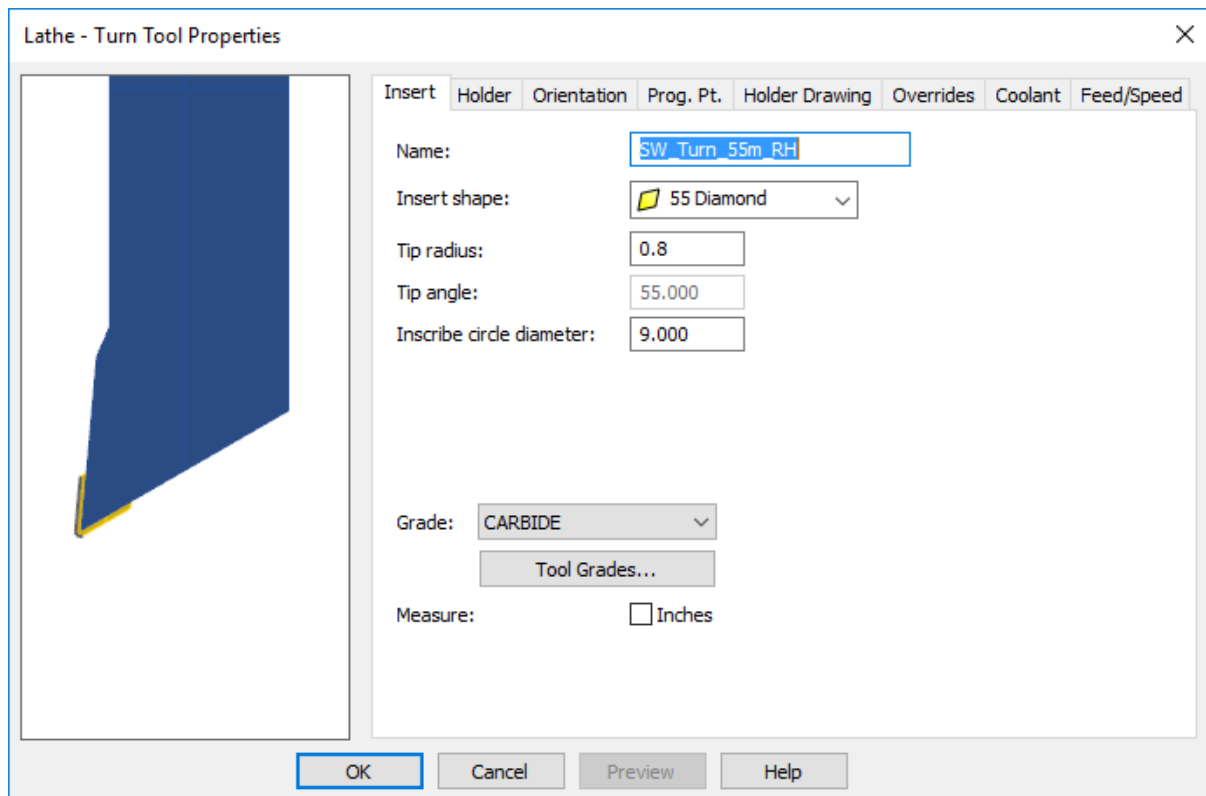 Lathe - Turn Tool Properties
Insert Holder Orientation Prog. Pt. Holder Drawing Overrides Coolant Feed/Speed
Name: SW_Turn_55m_RH
Insert shape: 55 Diamond
Tip radius: 0.8
Tip angle: 55.000
Inscribe circle diameter: 9.000
Grade: CARBIDE
Tool Grades...
Measure: Inches
OK Cancel Preview Help